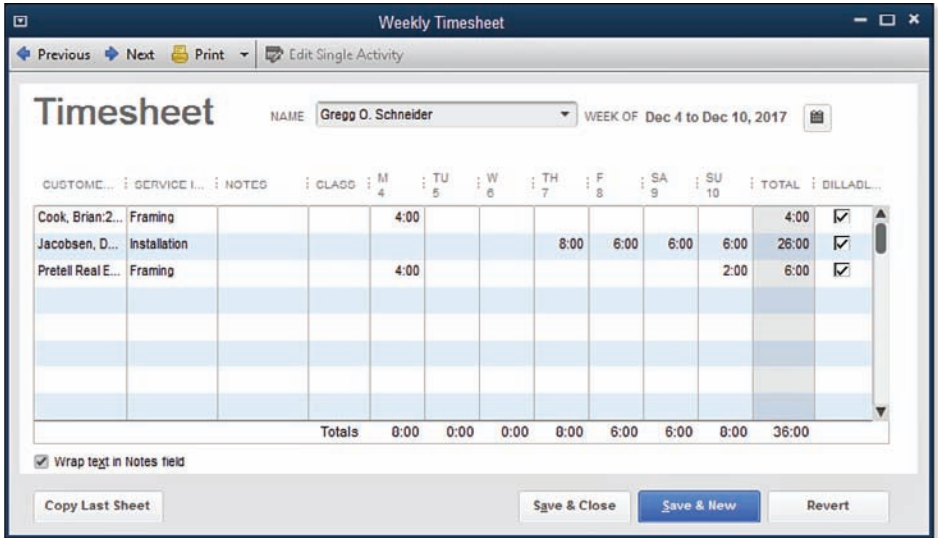 Weekly Timesheet
Previous Next Print Edit Single Activity
Timesheet NAME Gregg O. Schneider WEEK OF Dec 4 to Dec 10, 2017
CUSTOME... SERVICE I... NOTES CLASS M 4 TU 5 W 6 TH 7 F 8 SA 9 SU 10 TOTAL BILLABL...
Cook, Brian:2... Framing 4:00 4:00
Jacobsen, D... Installation 8:00 6:00 6:00 6:00 26:00
Pretell Real E... Framing 4:00 2:00 6:00
Totals 8:00 0:00 0:00 8:00 6:00 6:00 8:00 36:00
Wrap text in Notes field
Copy Last Sheet Save & Close Save & New Revert